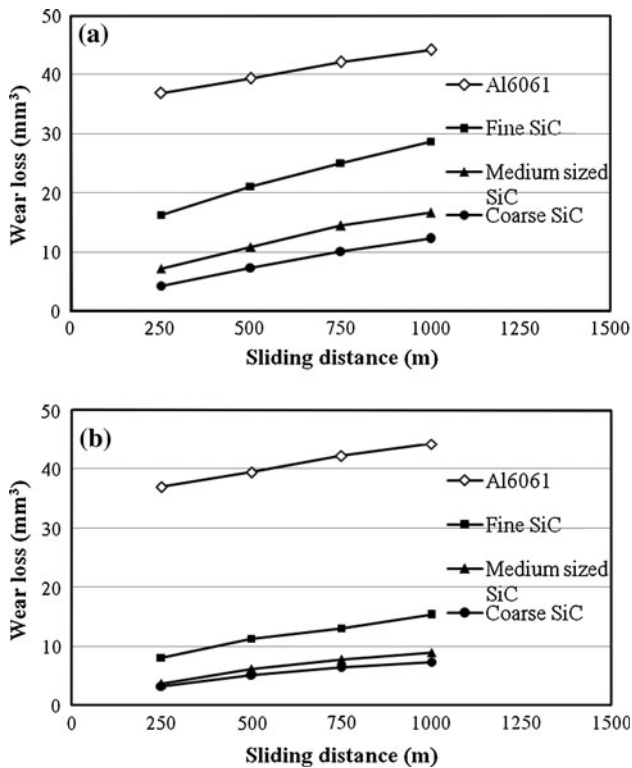 (a)
Wear loss (mm³)
50
40
30
20
10
0
Al6061
Fine SiC
Medium sized
SiC
Coarse SiC
0 250 500 750 1000 1250 1500
Sliding distance (m)
(b)
Wear loss (mm³)
50
40
30
20
10
0
Al6061
Fine SiC
Medium sized
SiC
Coarse SiC
0 250 500 750 1000 1250 1500
Sliding distance (m)